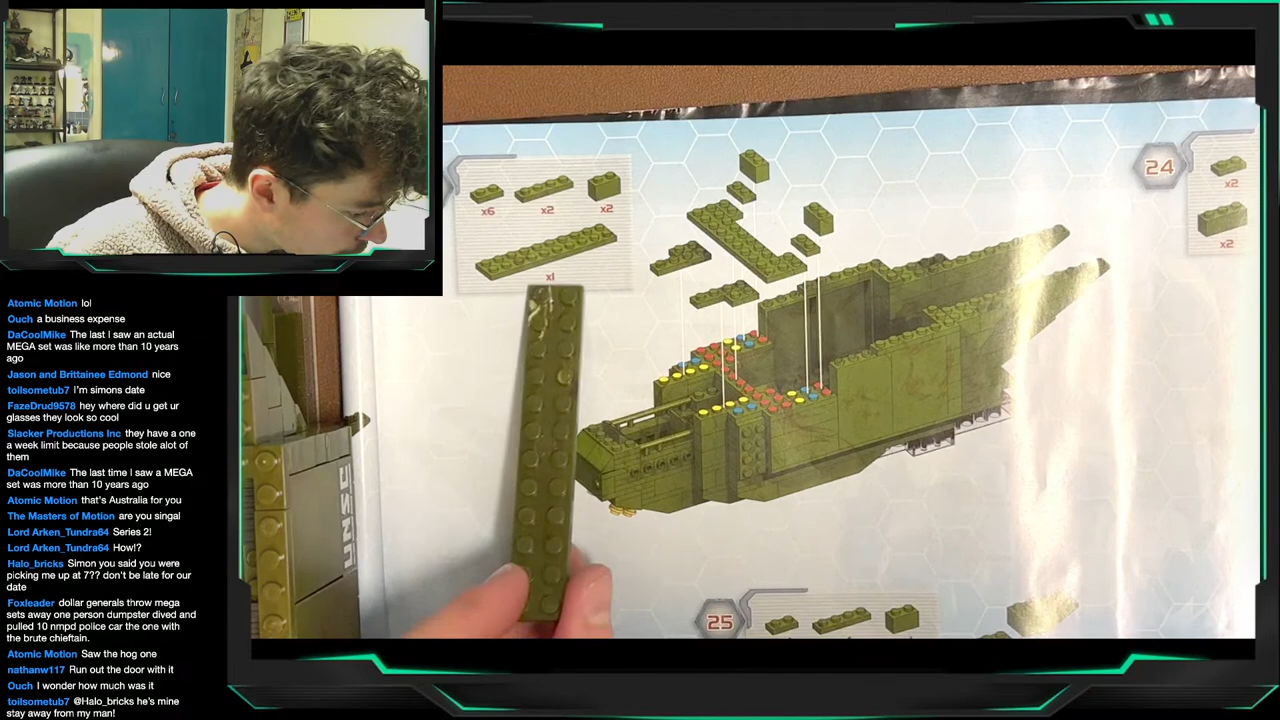 Atomic Motion lol
Ouch a business expense
DaCoolMike The last I saw an actual
MEGA set was like more than 10 years
ago
Jason and Brittainee Edmond nice
toilsometub7 I'm simons date
FazeDrud9578 hey where did u get ur
glasses they look so cool
Slacker Productions Inc they have a one
a week limit because people stole alot of
them
DaCoolMike The last time I saw a MEGA
set was more than 10 years ago
Atomic Motion that's Australia for you
The Masters of Motion are you singal
Lord Arken_Tundra64 Series 2!
Lord Arken_Tundra64 How!?
Halo_bricks Simon you said you were
picking me up at 7?? don't be late for our
date
Foxleader dollar generals throw mega
sets away one person dumpster dived and
pulled 10 nmpd police car the one with
the brute chieftain.
Atomic Motion Saw the hog one
nathanw117 Run out the door with it
Ouch I wonder how much was it
toilsometub7 @Halo_bricks he's mine
stay away from my man!
x6 x2 x2
x1
24
x2
x2
UNSC
25